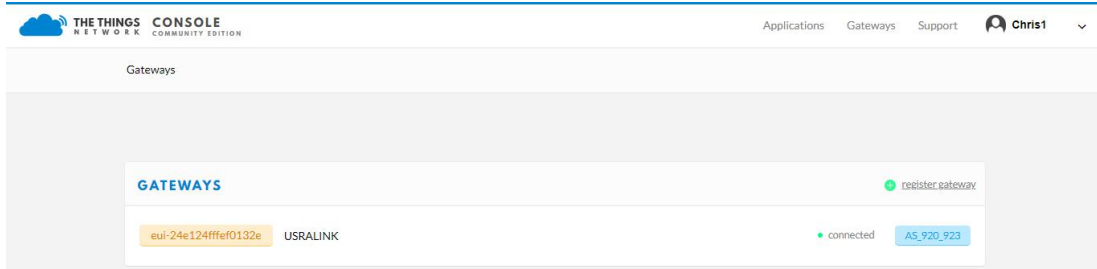 THE THINGS CONSOLE
NETWORK COMMUNITY EDITION
Applications Gateways Support Chris1
Gateways
GATEWAYS register gateway
eui-24e124fffef0132e USRALINK connected AS_920_923